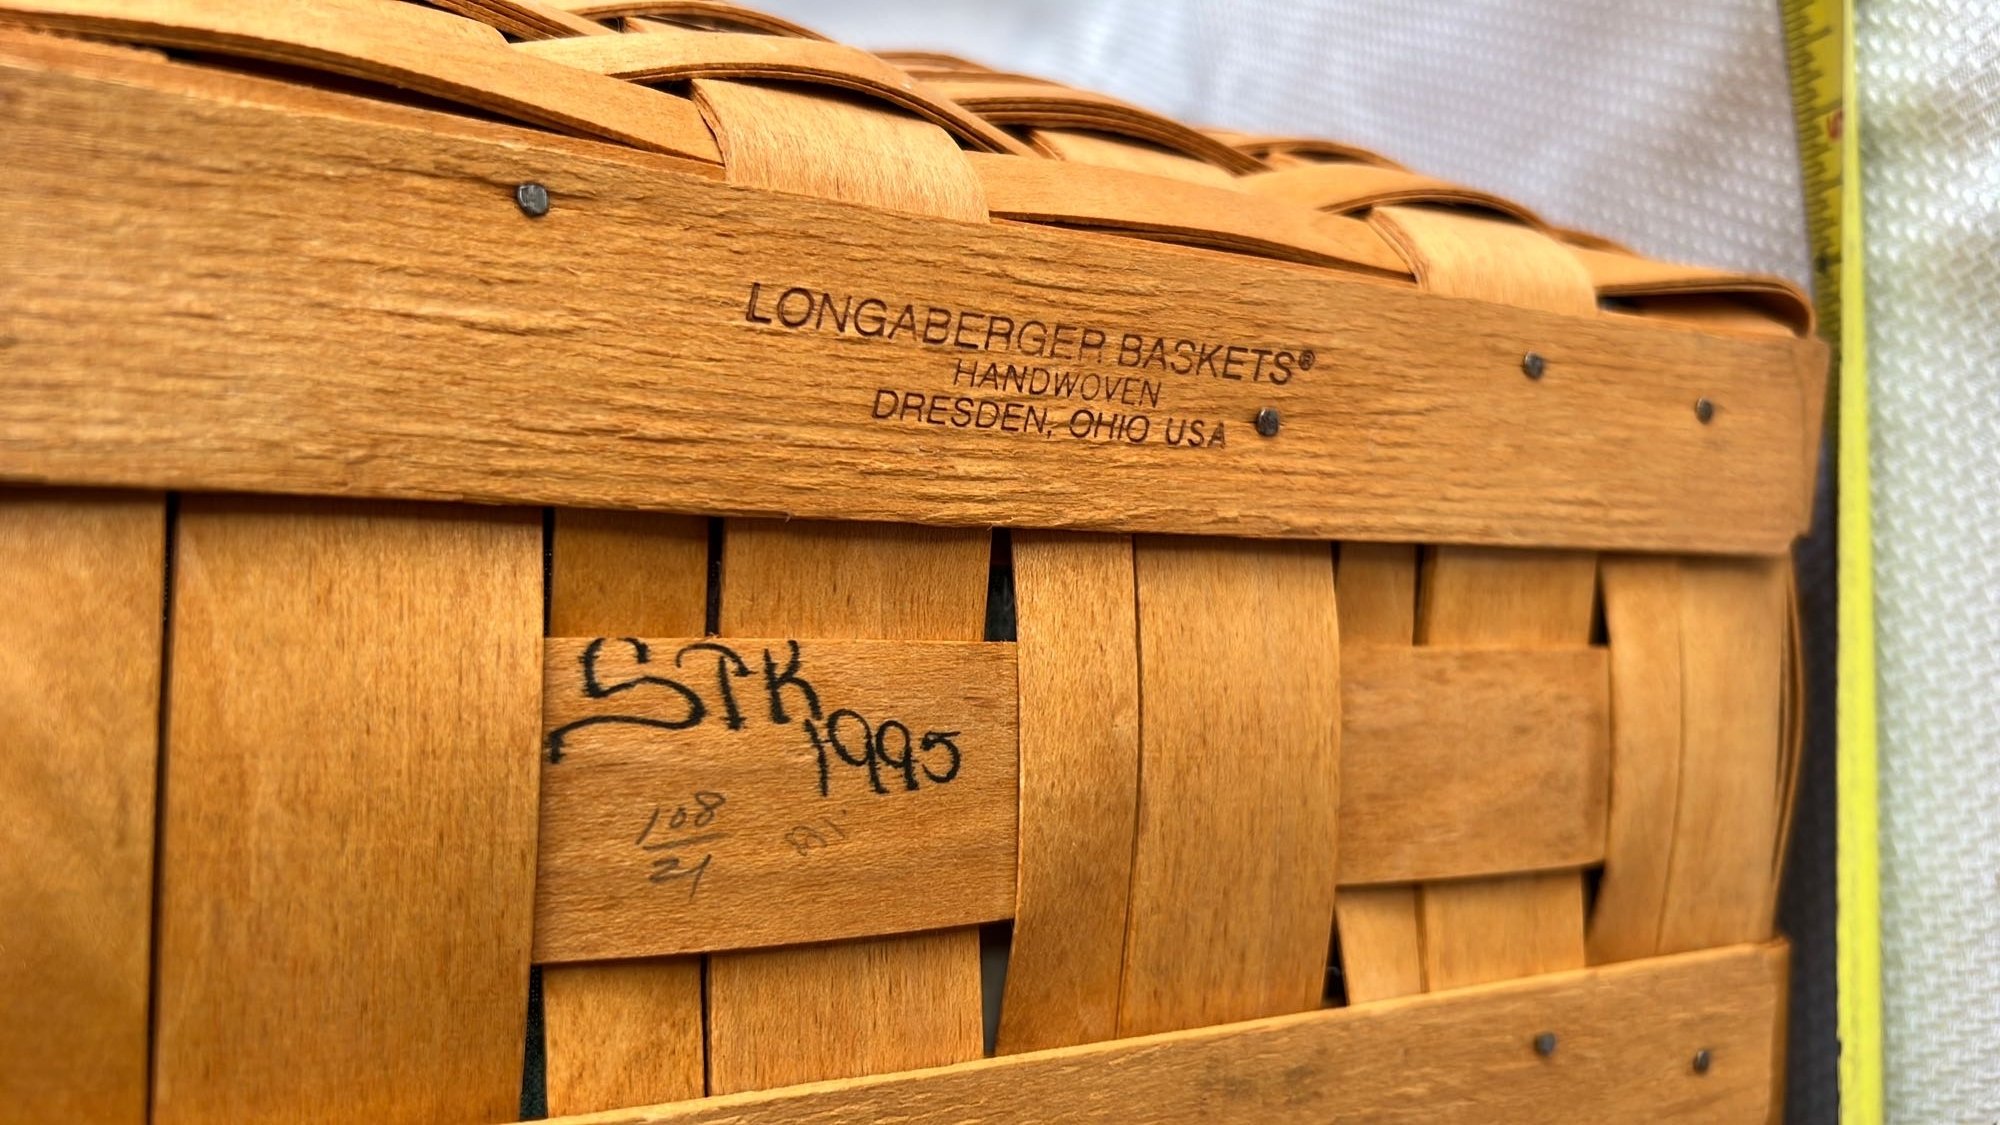 LONGABERGER BASKETS®
HANDWOVEN
DRESDEN, OHIO USA
STK
1995
108
21